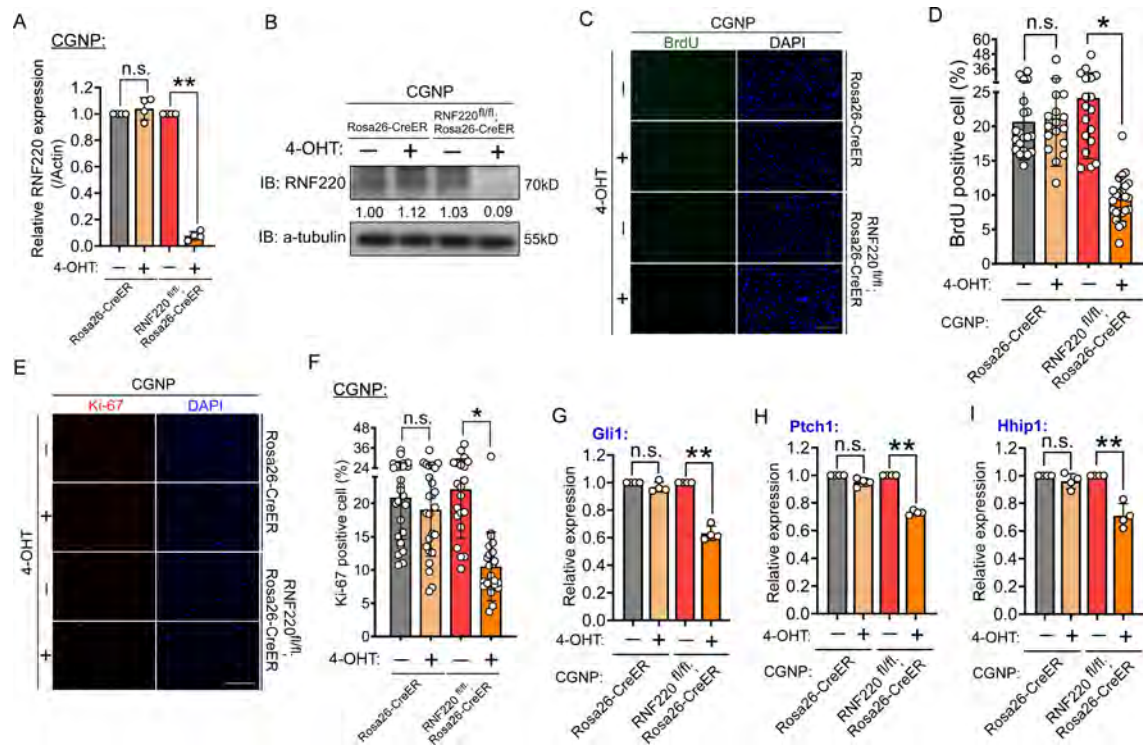 A
CGNP:
Relative RNF220 expression
(/Actin)
1.2
1.0
0.8
0.6
0.4
0.2
0.0
n.s.
**
4-OHT: − + − +
Rosa26-CreER
RNF220 fl/fl;
Rosa26-CreER
B
CGNP
Rosa26-CreER
RNF220fl/fl;
Rosa26-CreER
4-OHT − + − +
IB: RNF220
70kD
1.00 1.12 1.03 0.09
IB: a-tubulin
55kD
C
CGNP
BrdU DAPI
4-OHT
−
+
−
+
Rosa26-CreER
RNF220fl/fl;
Rosa26-CreER
D
BrdU positive cell (%)
60
48
36
25
20
15
10
5
0
n.s.
*
4-OHT: − + − +
CGNP:
Rosa26-CreER
RNF220 fl/fl;
Rosa26-CreER
E
CGNP
Ki-67 DAPI
4-OHT
−
+
−
+
Rosa26-CreER
RNF220fl/fl;
Rosa26-CreER
F
CGNP:
Ki-67 positive cell (%)
48
36
24
25
20
15
10
5
0
n.s.
*
4-OHT: − + − +
Rosa26-CreER
RNF220 fl/fl;
Rosa26-CreER
G
Gli1:
Relative expression
1.2
1.0
0.8
0.6
0.4
0.2
0.0
n.s.
**
4-OHT: − + − +
CGNP:
Rosa26-CreER
RNF220 fl/fl;
Rosa26-CreER
H
Ptch1:
Relative expression
1.2
1.0
0.8
0.6
0.4
0.2
0.0
n.s.
**
4-OHT: − + − +
CGNP:
Rosa26-CreER
RNF220 fl/fl;
Rosa26-CreER
I
Hhip1:
Relative expression
1.2
1.0
0.8
0.6
0.4
0.2
0.0
n.s.
**
4-OHT: − + − +
CGNP:
Rosa26-CreER
RNF220 fl/fl;
Rosa26-CreER